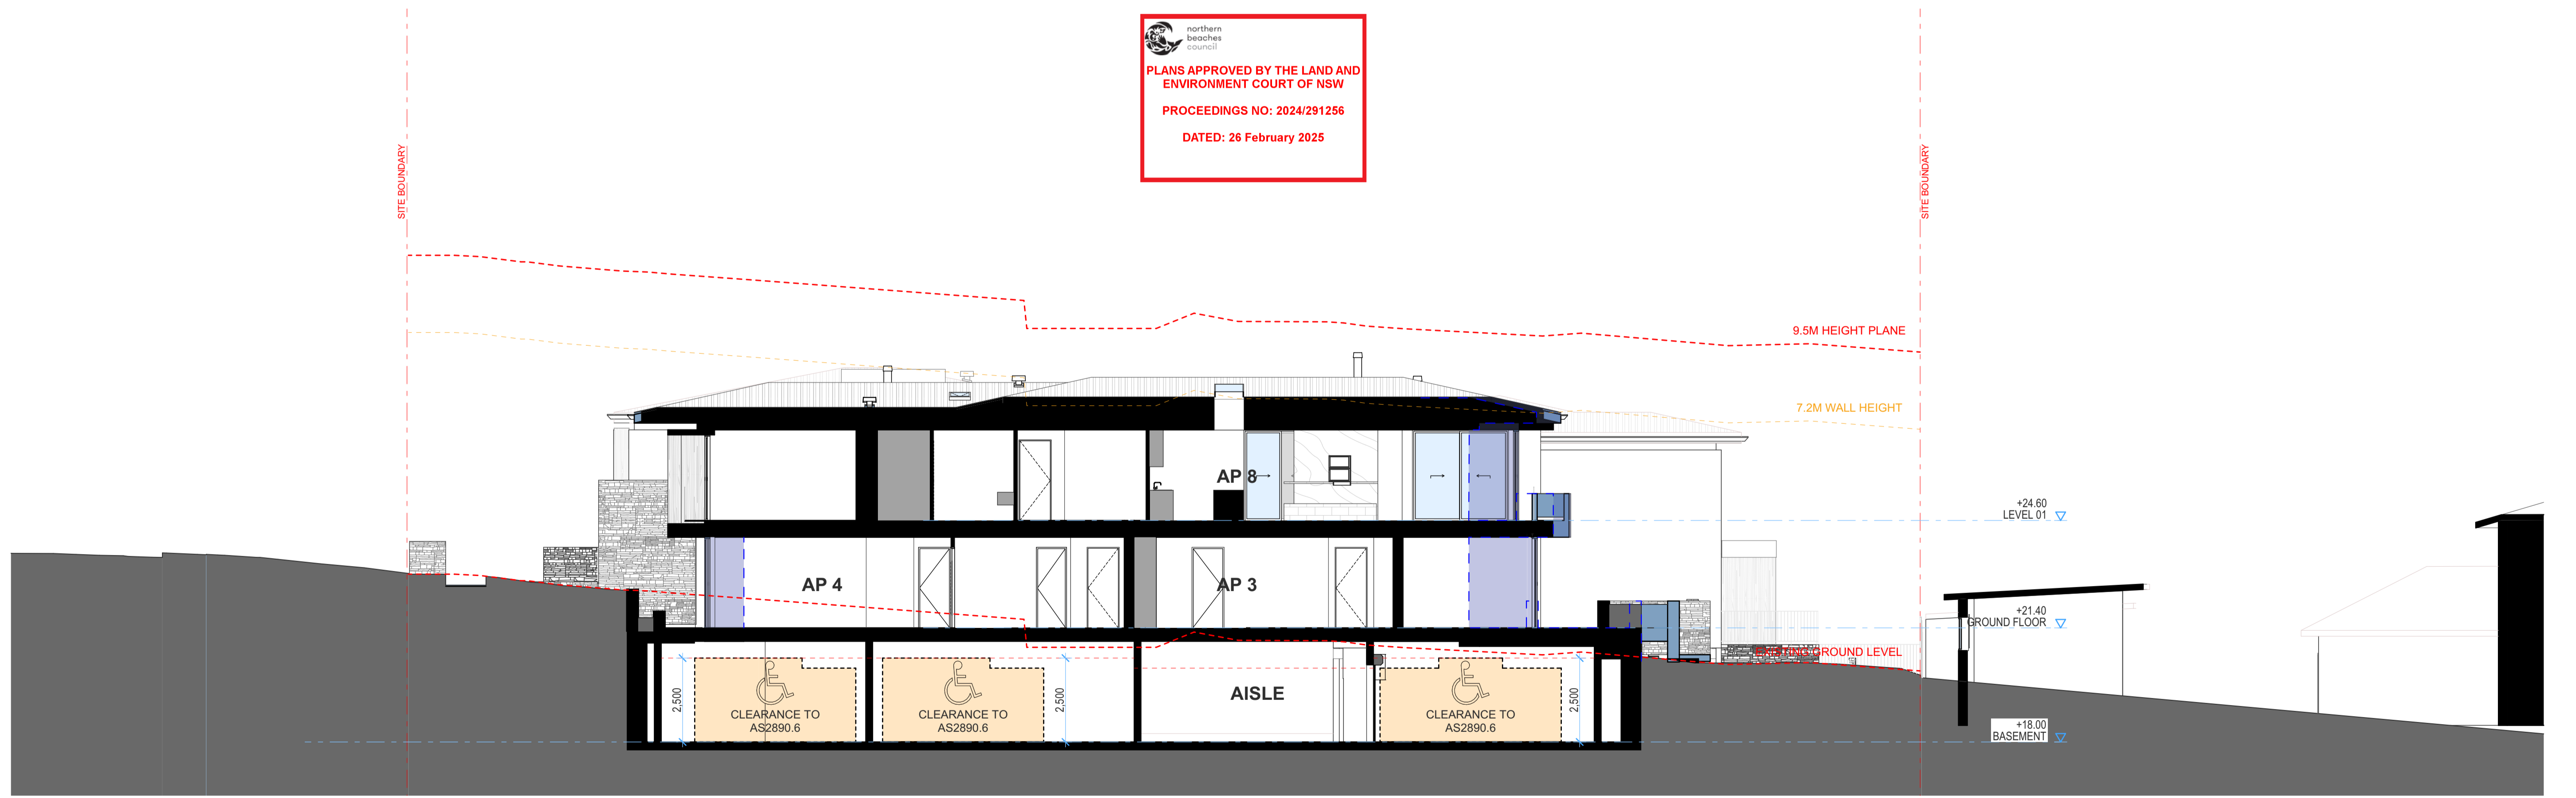 northern
beaches
council
PLANS APPROVED BY THE LAND AND
ENVIRONMENT COURT OF NSW
PROCEEDINGS NO: 2024/291256
DATED: 26 February 2025
SITE BOUNDARY
SITE BOUNDARY
9.5M HEIGHT PLANE
7.2M WALL HEIGHT
AP 8
+24.60
LEVEL 01
AP 4
AP 3
+21.40
GROUND FLOOR
EXISTING GROUND LEVEL
2,500
CLEARANCE TO
AS2890.6
CLEARANCE TO
AS2890.6
2,500
AISLE
CLEARANCE TO
AS2890.6
2,500
+18.00
BASEMENT